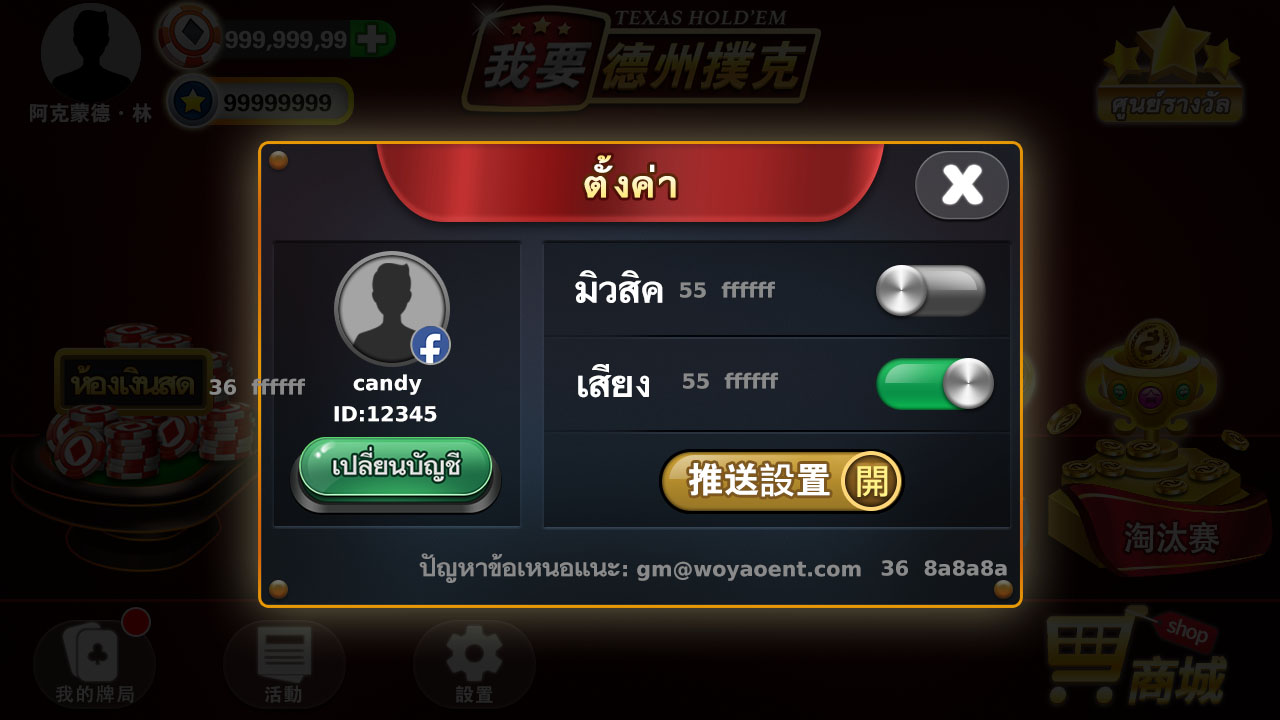 TEXAS HOLD'EM
我要德州撲克
999,999,99
99999999
阿克蒙德·林
ศูนย์รางวัล
ตั้งค่า
มิวสิค 55 ffffff
เสียง 55 ffffff
ห้องเงินสด 36 ffffff
candy
ID:12345
เปลี่ยนบัญชี
推送設置 開
淘汰赛
ปัญหาข้อเหนอแนะ: gm@woyaoent.com 36 8a8a8a
我的牌局
活動
設置
shop
商城